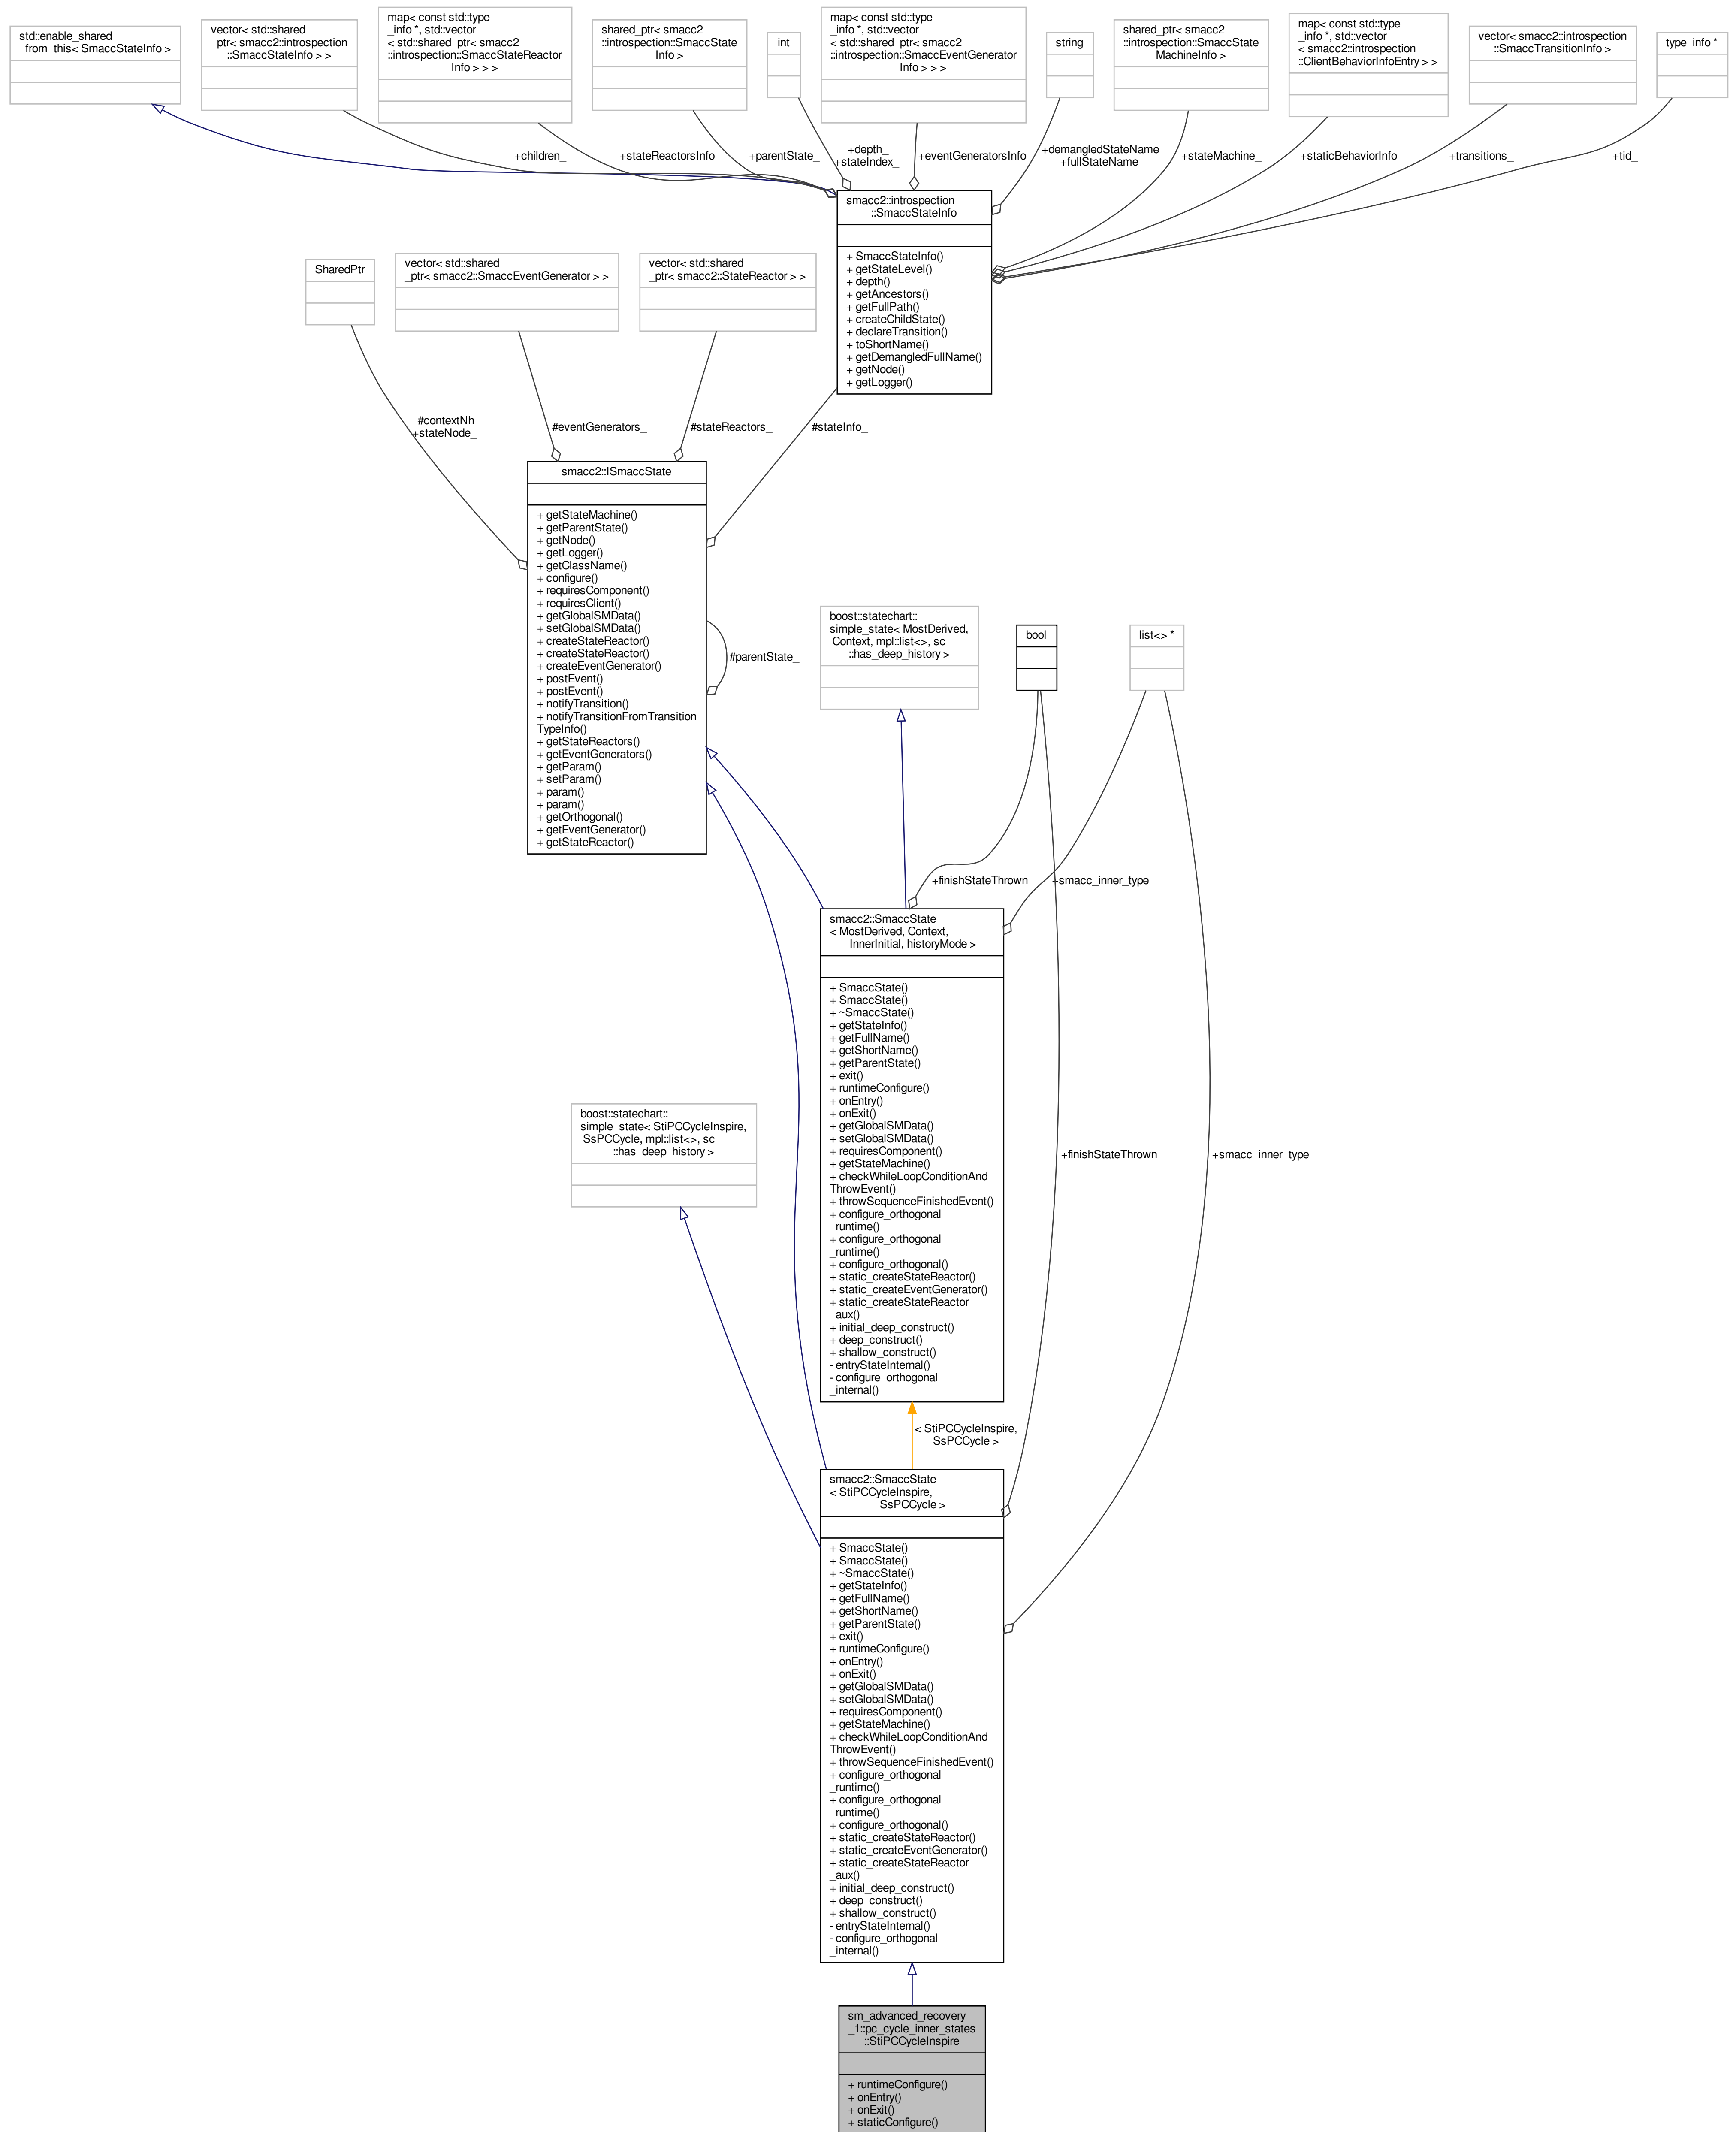 std::enable_shared
_from_this< SmaccStateInfo >
vector< std::shared
_ptr< smacc2::introspection
::SmaccStateInfo > >
map< const std::type
_info *, std::vector
< std::shared_ptr< smacc2
::introspection::SmaccStateReactor
Info > > >
shared_ptr< smacc2
::introspection::SmaccState
Info >
int
map< const std::type
_info *, std::vector
< std::shared_ptr< smacc2
::introspection::SmaccEventGenerator
Info > > >
string
shared_ptr< smacc2
::introspection::SmaccState
MachineInfo >
map< const std::type
_info *, std::vector
< smacc2::introspection
::ClientBehaviorInfoEntry > >
vector< smacc2::introspection
::SmaccTransitionInfo >
type_info *
+children_
+stateReactorsInfo
+parentState_
+depth_
+stateIndex_
+eventGeneratorsInfo
+demangledStateName
+fullStateName
+stateMachine_
+staticBehaviorInfo
+transitions_
+tid_
smacc2::introspection
::SmaccStateInfo
+ SmaccStateInfo()
+ getStateLevel()
+ depth()
+ getAncestors()
+ getFullPath()
+ createChildState()
+ declareTransition()
+ toShortName()
+ getDemangledFullName()
+ getNode()
+ getLogger()
SharedPtr
vector< std::shared
_ptr< smacc2::SmaccEventGenerator > >
vector< std::shared
_ptr< smacc2::StateReactor > >
#contextNh
+stateNode_
#eventGenerators_
#stateReactors_
#stateInfo_
smacc2::ISmaccState
+ getStateMachine()
+ getParentState()
+ getNode()
+ getLogger()
+ getClassName()
+ configure()
+ requiresComponent()
+ requiresClient()
+ getGlobalSMData()
+ setGlobalSMData()
+ createStateReactor()
+ createStateReactor()
+ createEventGenerator()
+ postEvent()
+ postEvent()
+ notifyTransition()
+ notifyTransitionFromTransition
TypeInfo()
+ getStateReactors()
+ getEventGenerators()
+ getParam()
+ setParam()
+ param()
+ param()
+ getOrthogonal()
+ getEventGenerator()
+ getStateReactor()
#parentState_
boost::statechart::
simple_state< MostDerived,
Context, mpl::list<>, sc
::has_deep_history >
bool
list<> *
+finishStateThrown
+smacc_inner_type
smacc2::SmaccState
< MostDerived, Context,
InnerInitial, historyMode >
+ SmaccState()
+ SmaccState()
+ ~SmaccState()
+ getStateInfo()
+ getFullName()
+ getShortName()
+ getParentState()
+ exit()
+ runtimeConfigure()
+ onEntry()
+ onExit()
+ getGlobalSMData()
+ setGlobalSMData()
+ requiresComponent()
+ getStateMachine()
+ checkWhileLoopConditionAnd
ThrowEvent()
+ throwSequenceFinishedEvent()
+ configure_orthogonal
_runtime()
+ configure_orthogonal
_runtime()
+ configure_orthogonal()
+ static_createStateReactor()
+ static_createEventGenerator()
+ static_createStateReactor
_aux()
+ initial_deep_construct()
+ deep_construct()
+ shallow_construct()
- entryStateInternal()
- configure_orthogonal
_internal()
boost::statechart::
simple_state< StiPCCycleInspire,
SsPCCycle, mpl::list<>, sc
::has_deep_history >
+finishStateThrown
+smacc_inner_type
< StiPCCycleInspire,
SsPCCycle >
smacc2::SmaccState
< StiPCCycleInspire,
SsPCCycle >
+ SmaccState()
+ SmaccState()
+ ~SmaccState()
+ getStateInfo()
+ getFullName()
+ getShortName()
+ getParentState()
+ exit()
+ runtimeConfigure()
+ onEntry()
+ onExit()
+ getGlobalSMData()
+ setGlobalSMData()
+ requiresComponent()
+ getStateMachine()
+ checkWhileLoopConditionAnd
ThrowEvent()
+ throwSequenceFinishedEvent()
+ configure_orthogonal
_runtime()
+ configure_orthogonal
_runtime()
+ configure_orthogonal()
+ static_createStateReactor()
+ static_createEventGenerator()
+ static_createStateReactor
_aux()
+ initial_deep_construct()
+ deep_construct()
+ shallow_construct()
- entryStateInternal()
- configure_orthogonal
_internal()
sm_advanced_recovery
_1::pc_cycle_inner_states
::StiPCCycleInspire
+ runtimeConfigure()
+ onEntry()
+ onExit()
+ staticConfigure()